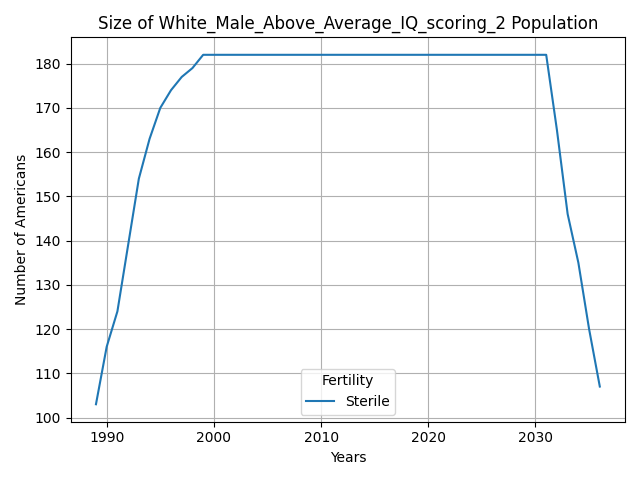 Size of White_Male_Above_Average_IQ_scoring_2 Population
Number of Americans
180
170
160
150
140
130
120
110
100
Fertility
Sterile
1990 2000 2010 2020 2030
Years